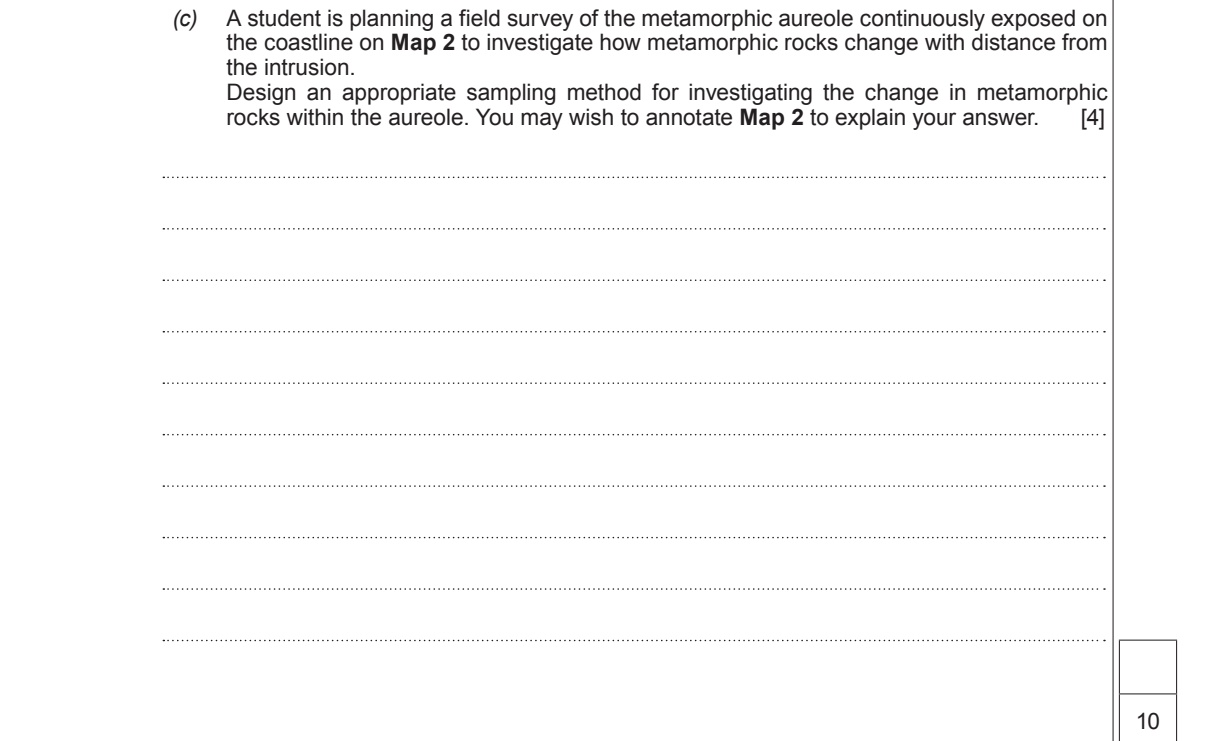 (c) A student is planning a field survey of the metamorphic aureole continuously exposed on
the coastline on Map 2 to investigate how metamorphic rocks change with distance from
the intrusion.
Design an appropriate sampling method for investigating the change in metamorphic
rocks within the aureole. You may wish to annotate Map 2 to explain your answer. [4]
10